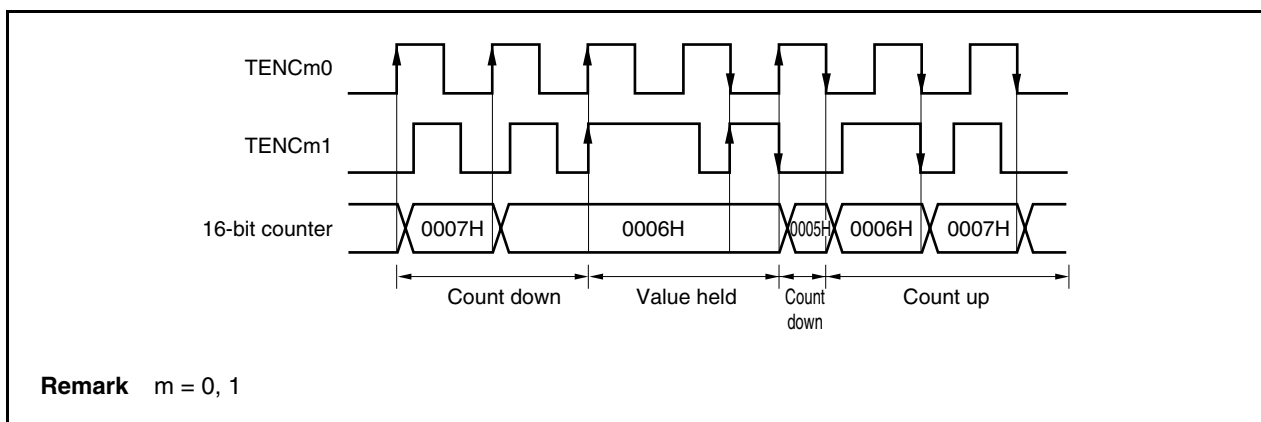 TENCm0
TENCm1
16-bit counter
0007H
0006H
0005H
0006H
0007H
Count down
Value held
Count
down
Count up
Remark m = 0, 1